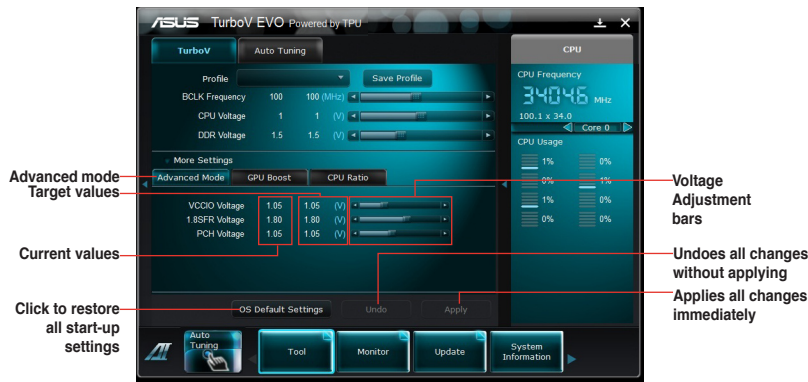 ASUS TurboV EVO Powered by TPU
TurboV Auto Tuning
Profile Save Profile
BCLK Frequency 100 100 (MHz)
CPU Voltage 1 1 (V)
DDR Voltage 1.5 1.5 (V)
More Settings
Advanced Mode GPU Boost CPU Ratio
VCCIO Voltage 1.05 1.05 (V)
1.8SFR Voltage 1.80 1.80 (V)
PCH Voltage 1.05 1.05 (V)
OS Default Settings Undo Apply
CPU
CPU Frequency
3404.6 MHz
100.1 x 34.0
Core 0
CPU Usage
1% 0%
0% 1%
1% 0%
0% 0%
Auto
Tuning
Tool Monitor Update System
Information
Advanced mode
Target values
Current values
Click to restore
all start-up
settings
Voltage
Adjustment
bars
Undoes all changes
without applying
Applies all changes
immediately